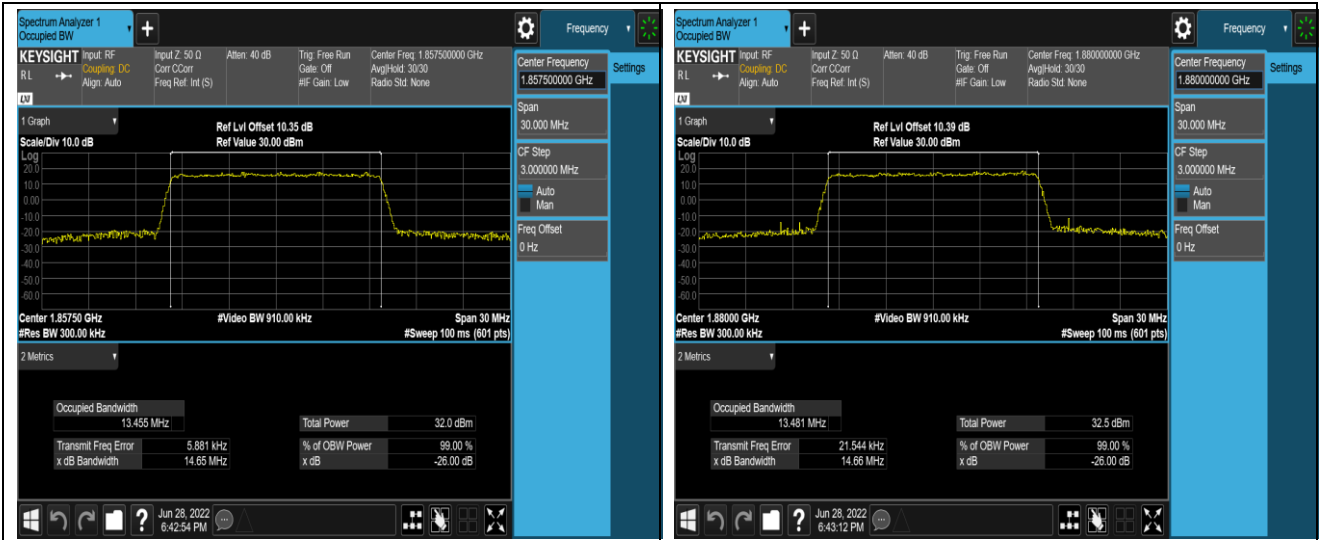 Spectrum Analyzer 1
Occupied BW
+
Frequency
KEYSIGHT
Input: RF
Coupling: DC
Align: Auto
Input Z: 50 Ω
Corr CCorr
Freq Ref: Int (S)
Atten: 40 dB
Trig: Free Run
Gate: Off
#IF Gain: Low
Center Freq: 1.857500000 GHz
Avg|Hold: 30/30
Radio Std: None
RL
LXI
Center Frequency
1.857500000 GHz
Settings
Span
30.000 MHz
CF Step
3.000000 MHz
Auto
Man
Freq Offset
0 Hz
1 Graph
Scale/Div 10.0 dB
Ref Lvl Offset 10.35 dB
Ref Value 30.00 dBm
Log
20.0
10.0
0.00
-10.0
-20.0
-30.0
-40.0
-50.0
-60.0
Center 1.85750 GHz
#Video BW 910.00 kHz
Span 30 MHz
#Res BW 300.00 kHz
#Sweep 100 ms (601 pts)
2 Metrics
Occupied Bandwidth
13.455 MHz
Total Power 32.0 dBm
Transmit Freq Error 5.881 kHz
% of OBW Power 99.00 %
x dB Bandwidth 14.65 MHz
x dB -26.00 dB
?
Jun 28, 2022
6:42:54 PM
Spectrum Analyzer 1
Occupied BW
+
Frequency
KEYSIGHT
Input: RF
Coupling: DC
Align: Auto
Input Z: 50 Ω
Corr CCorr
Freq Ref: Int (S)
Atten: 40 dB
Trig: Free Run
Gate: Off
#IF Gain: Low
Center Freq: 1.880000000 GHz
Avg|Hold: 30/30
Radio Std: None
RL
LXI
Center Frequency
1.880000000 GHz
Settings
Span
30.000 MHz
CF Step
3.000000 MHz
Auto
Man
Freq Offset
0 Hz
1 Graph
Scale/Div 10.0 dB
Ref Lvl Offset 10.39 dB
Ref Value 30.00 dBm
Log
20.0
10.0
0.00
-10.0
-20.0
-30.0
-40.0
-50.0
-60.0
Center 1.88000 GHz
#Video BW 910.00 kHz
Span 30 MHz
#Res BW 300.00 kHz
#Sweep 100 ms (601 pts)
2 Metrics
Occupied Bandwidth
13.481 MHz
Total Power 32.5 dBm
Transmit Freq Error 21.544 kHz
% of OBW Power 99.00 %
x dB Bandwidth 14.66 MHz
x dB -26.00 dB
?
Jun 28, 2022
6:43:12 PM